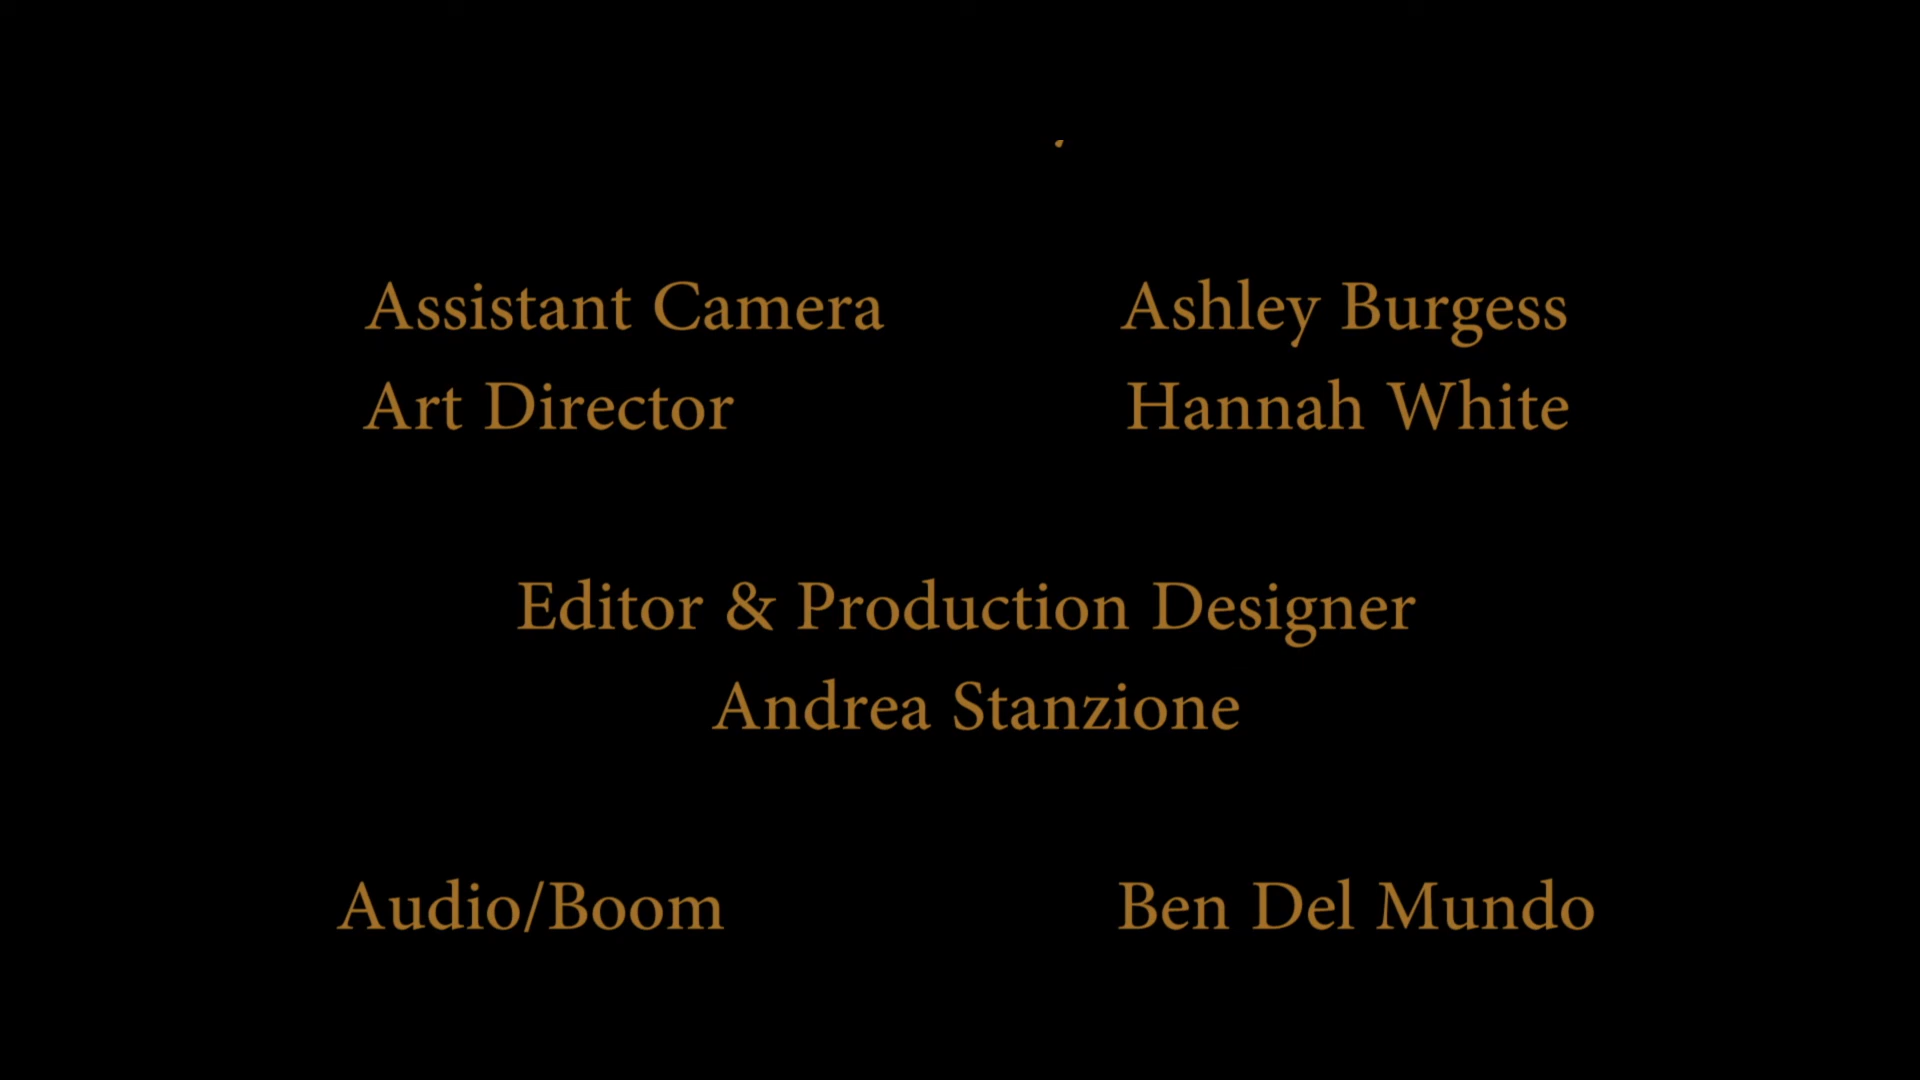 Assistant Camera Ashley Burgess
Art Director Hannah White
Editor & Production Designer
Andrea Stanzione
Audio/Boom Ben Del Mundo